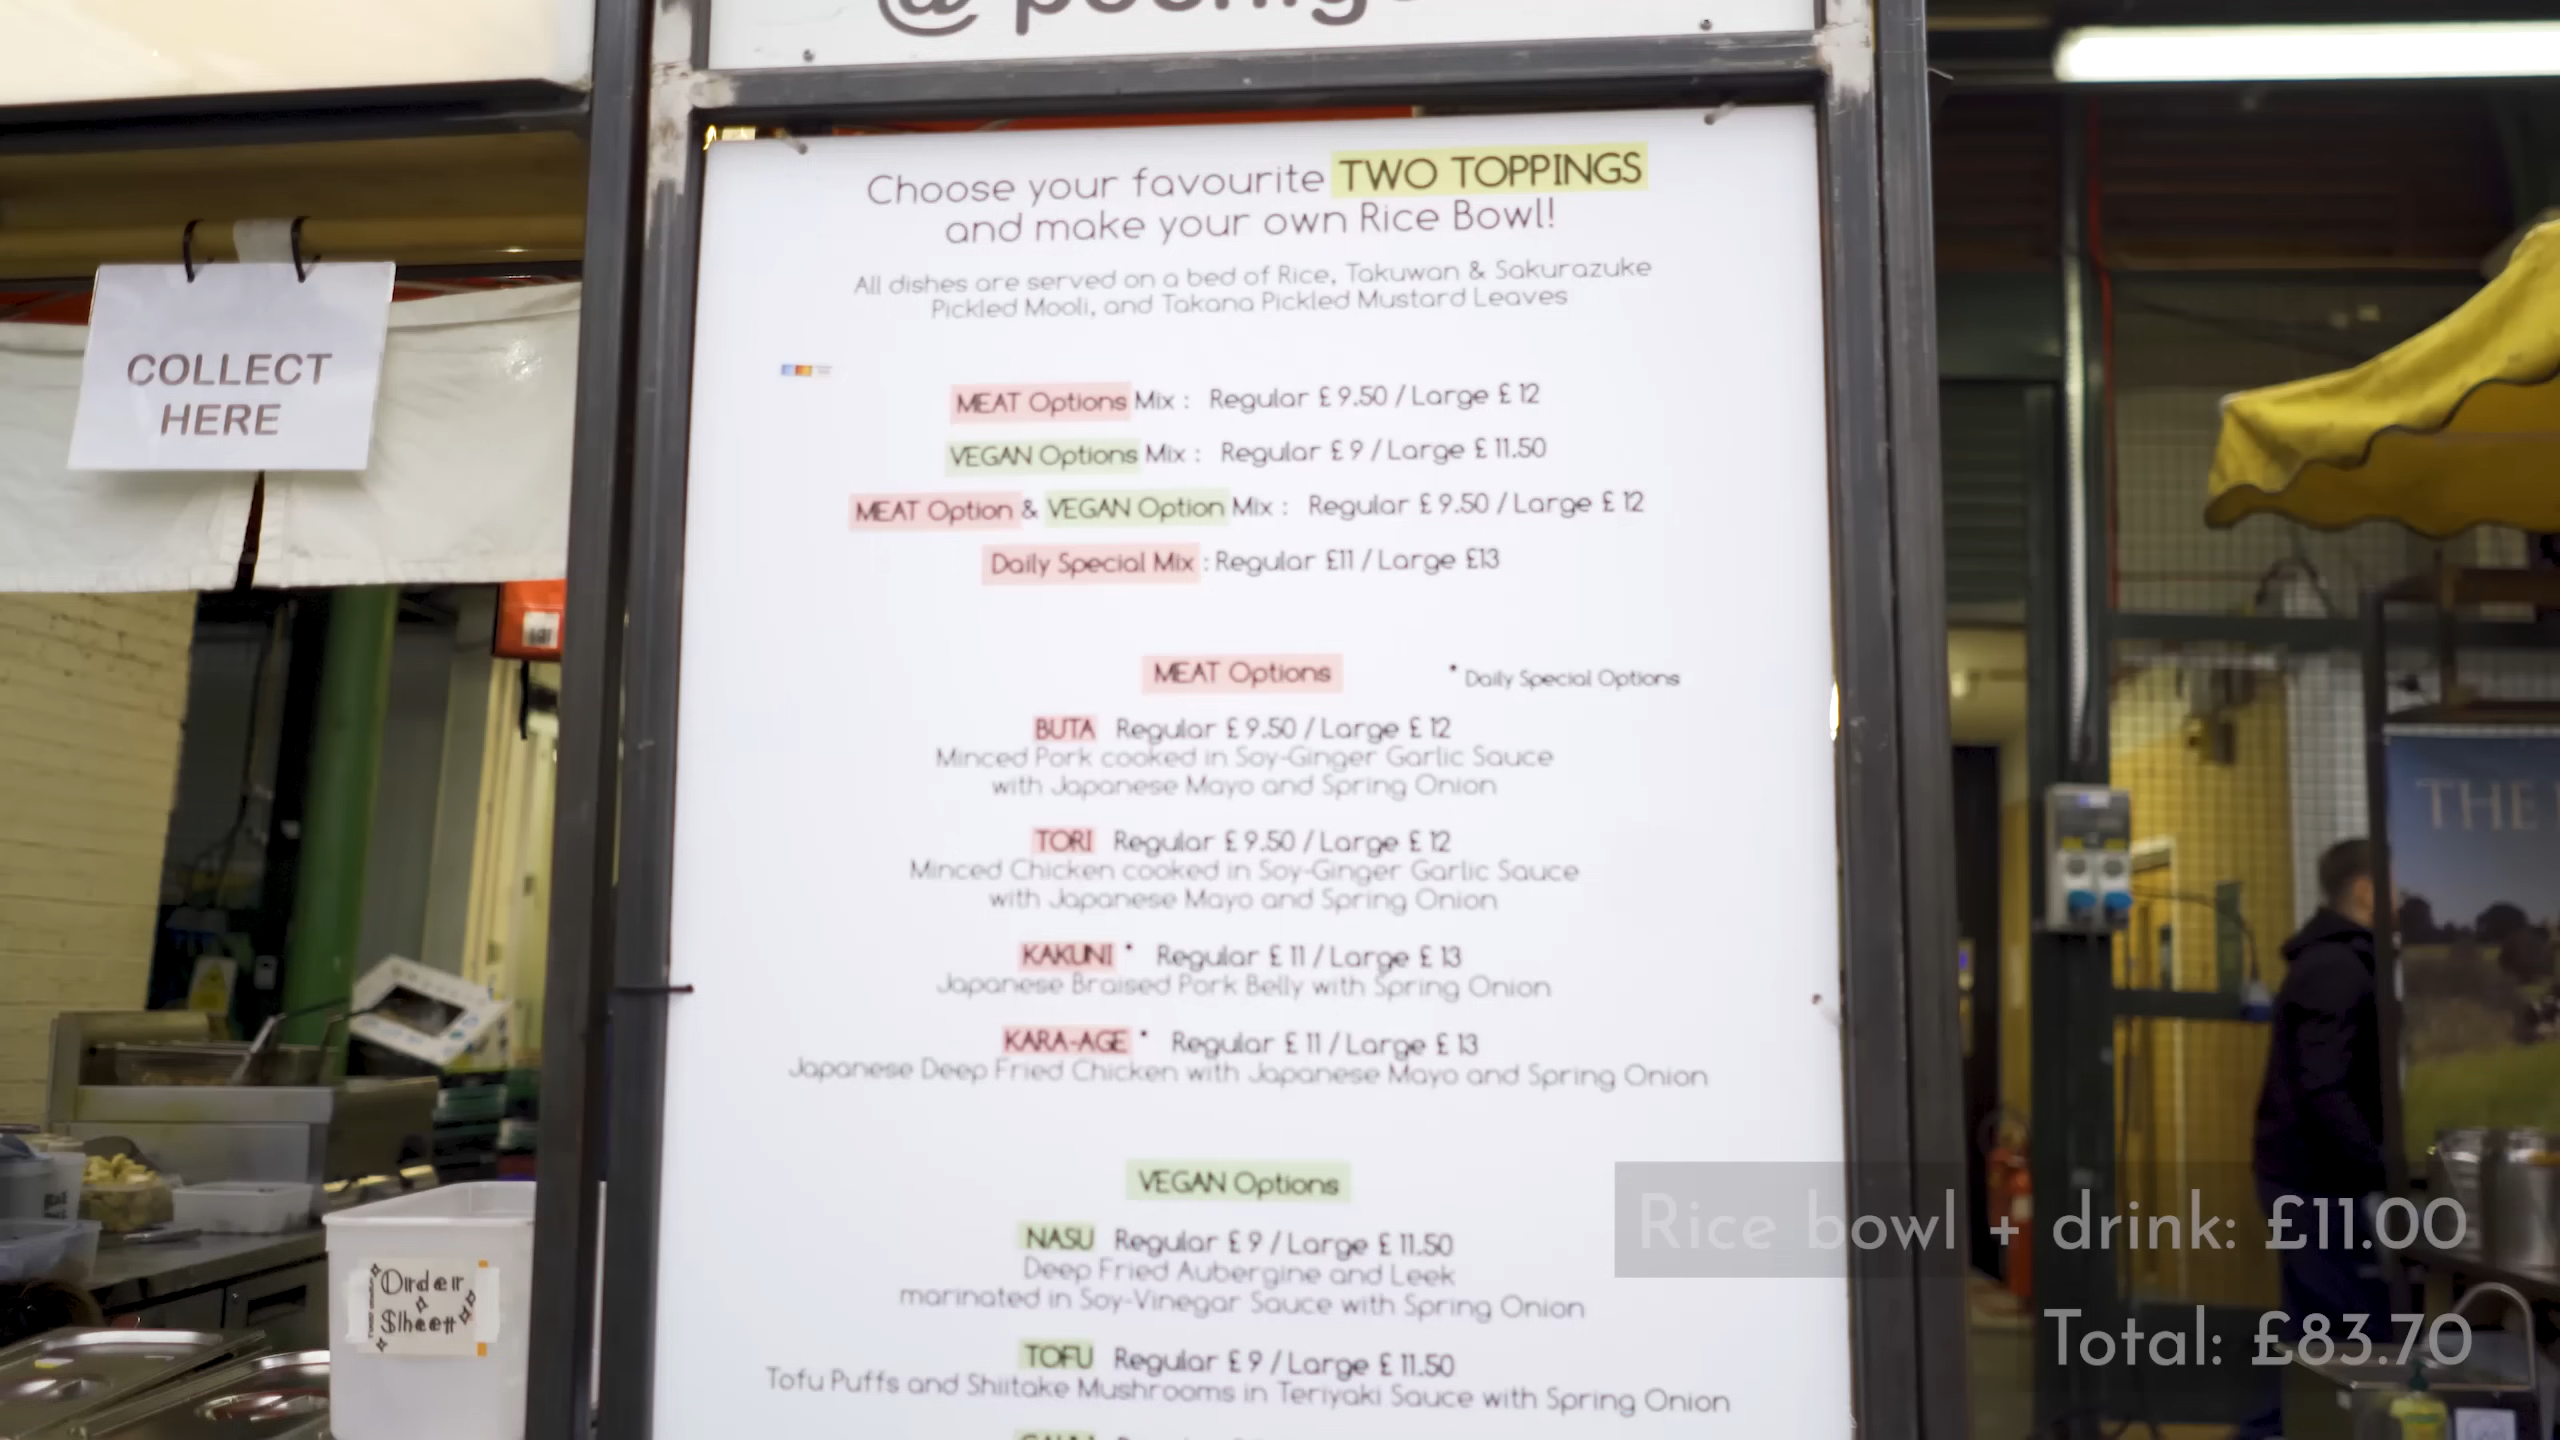 Choose your favourite TWO TOPPINGS
and make your own Rice Bowl!
All dishes are served on a bed of Rice, Takuwan & Sakurazuke
Pickled Mooli, and Takana Pickled Mustard Leaves
MEAT Options Mix : Regular £ 9.50 / Large £ 12
VEGAN Options Mix : Regular £ 9 / Large £ 11.50
MEAT Option & VEGAN Option Mix : Regular £ 9.50 / Large £ 12
Daily Special Mix : Regular £11 / Large £13
MEAT Options
* Daily Special Options
BUTA Regular £ 9.50 / Large £ 12
Minced Pork cooked in Soy-Ginger Garlic Sauce
with Japanese Mayo and Spring Onion
TORI Regular £ 9.50 / Large £ 12
Minced Chicken cooked in Soy-Ginger Garlic Sauce
with Japanese Mayo and Spring Onion
KAKUNI * Regular £ 11 / Large £ 13
Japanese Braised Pork Belly with Spring Onion
KARA-AGE * Regular £ 11 / Large £ 13
Japanese Deep Fried Chicken with Japanese Mayo and Spring Onion
VEGAN Options
NASU Regular £ 9 / Large £ 11.50
Deep Fried Aubergine and Leek
marinated in Soy-Vinegar Sauce with Spring Onion
TOFU Regular £ 9 / Large £ 11.50
Tofu Puffs and Shiitake Mushrooms in Teriyaki Sauce with Spring Onion
COLLECT
HERE
Order
Sheet
THE
Rice bowl + drink: £11.00
Total: £83.70